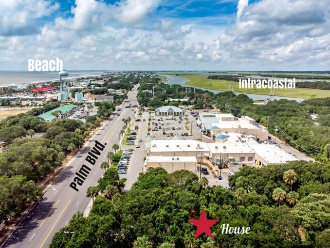 Beach
Intracoastal
Palm Blvd.
House